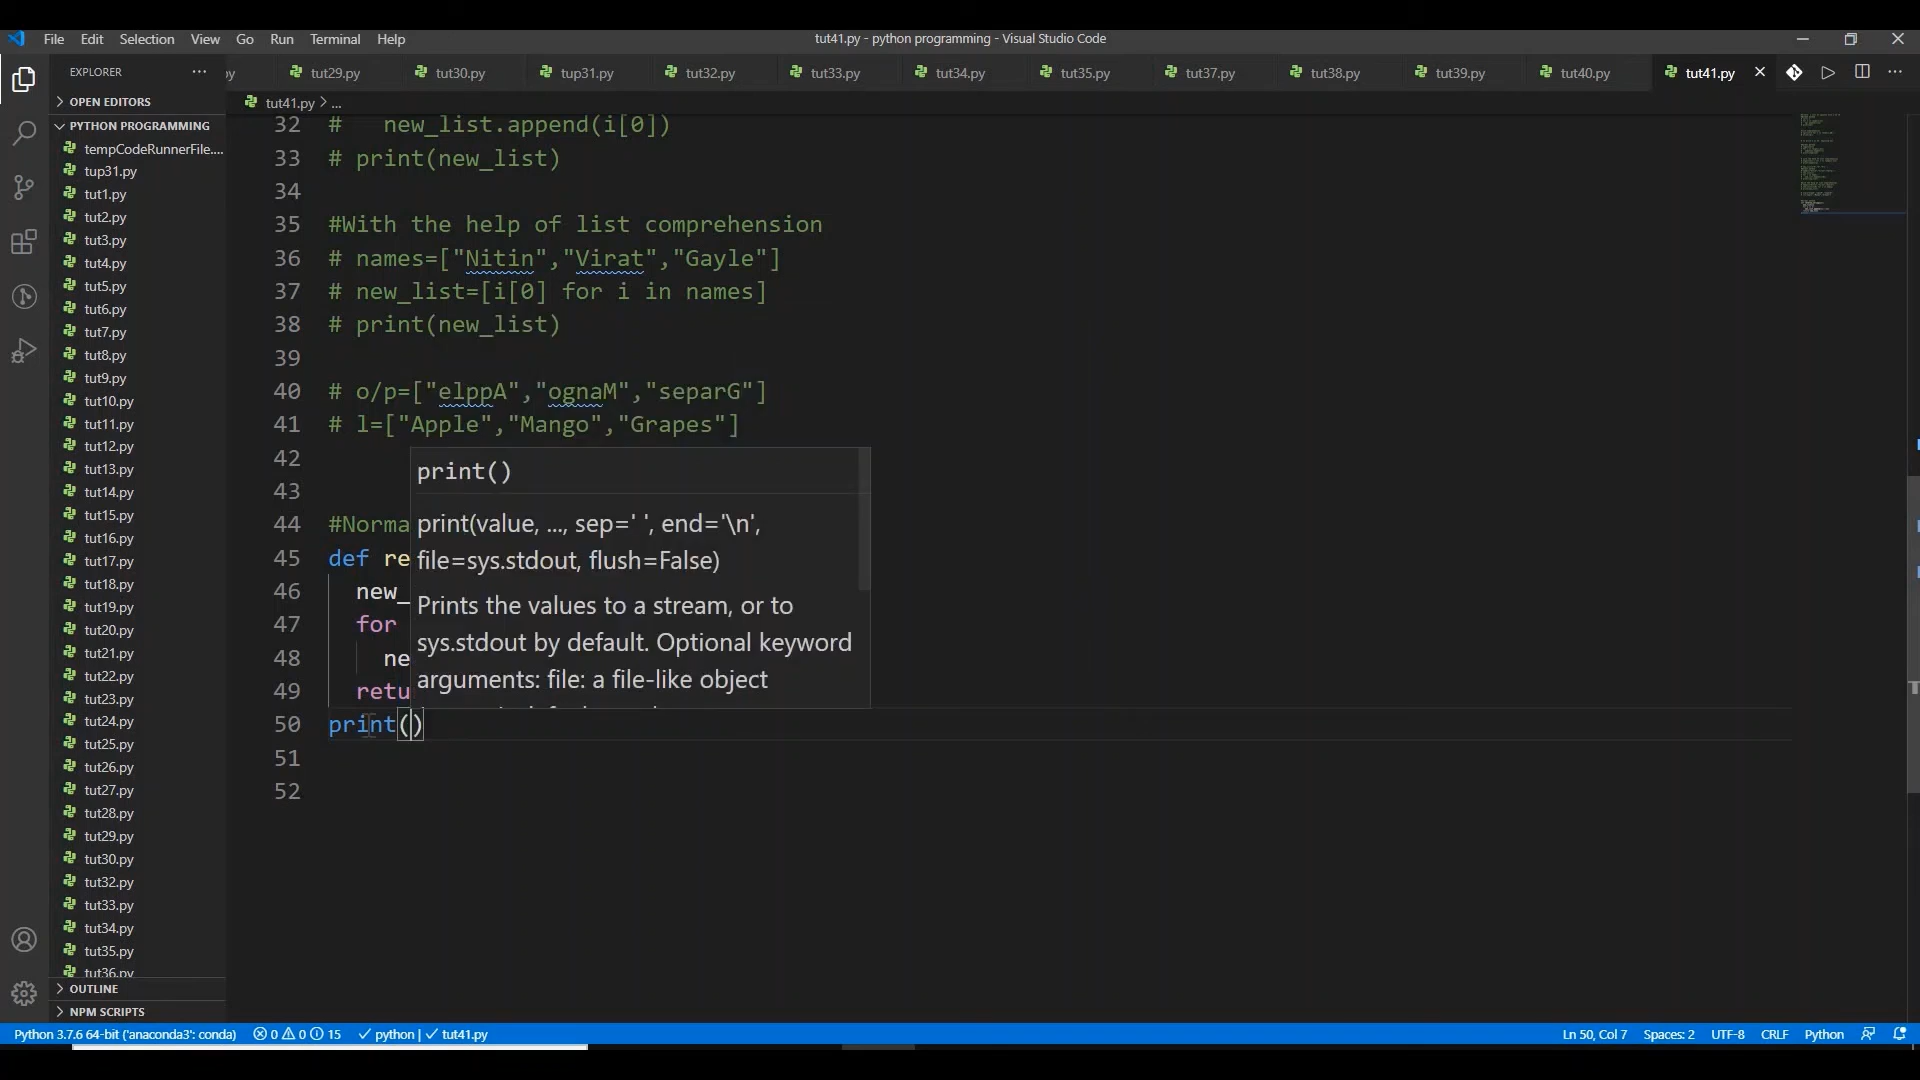 File Edit Selection View Go Run Terminal Help
tut41.py - python programming - Visual Studio Code
EXPLORER
py tut29.py tut30.py tup31.py tut32.py tut33.py tut34.py tut35.py tut37.py tut38.py tut39.py tut40.py tut41.py
OPEN EDITORS
PYTHON PROGRAMMING
tempCodeRunnerFile....
tup31.py
tut1.py
tut2.py
tut3.py
tut4.py
tut5.py
tut6.py
tut7.py
tut8.py
tut9.py
tut10.py
tut11.py
tut12.py
tut13.py
tut14.py
tut15.py
tut16.py
tut17.py
tut18.py
tut19.py
tut20.py
tut21.py
tut22.py
tut23.py
tut24.py
tut25.py
tut26.py
tut27.py
tut28.py
tut29.py
tut30.py
tut32.py
tut33.py
tut34.py
tut35.py
tut36.py
OUTLINE
NPM SCRIPTS
tut41.py > ...
32 #   new_list.append(i[0])
33 # print(new_list)
34
35 #With the help of list comprehension
36 # names=["Nitin","Virat","Gayle"]
37 # new_list=[i[0] for i in names]
38 # print(new_list)
39
40 # o/p=["elppA","ognaM","separG"]
41 # l=["Apple","Mango","Grapes"]
42
43
44 #Norma
45 def re
46 new_
47 for
48 ne
49 retu
50 print()
51
52
print()
print(value, ..., sep=' ', end='\n',
file=sys.stdout, flush=False)
Prints the values to a stream, or to
sys.stdout by default. Optional keyword
arguments: file: a file-like object
Python 3.7.6 64-bit ('anaconda3': conda) 0 0 15 python | tut41.py Ln 50, Col 7 Spaces: 2 UTF-8 CRLF Python